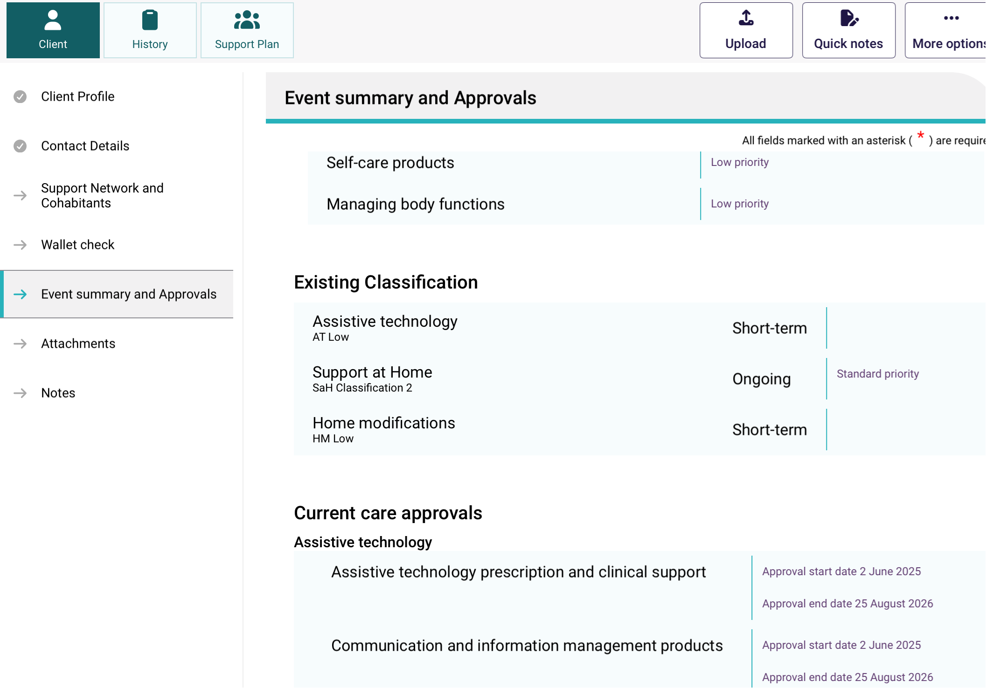 Client
History
Support Plan
Upload
Quick notes
More options
Client Profile
Contact Details
Support Network and
Cohabitants
Wallet check
Event summary and Approvals
Attachments
Notes
Event summary and Approvals
All fields marked with an asterisk ( * ) are require
Self-care products
Low priority
Managing body functions
Low priority
Existing Classification
Assistive technology
AT Low
Short-term
Support at Home
SaH Classification 2
Ongoing
Standard priority
Home modifications
HM Low
Short-term
Current care approvals
Assistive technology
Assistive technology prescription and clinical support
Approval start date 2 June 2025
Approval end date 25 August 2026
Communication and information management products
Approval start date 2 June 2025
Approval end date 25 August 2026